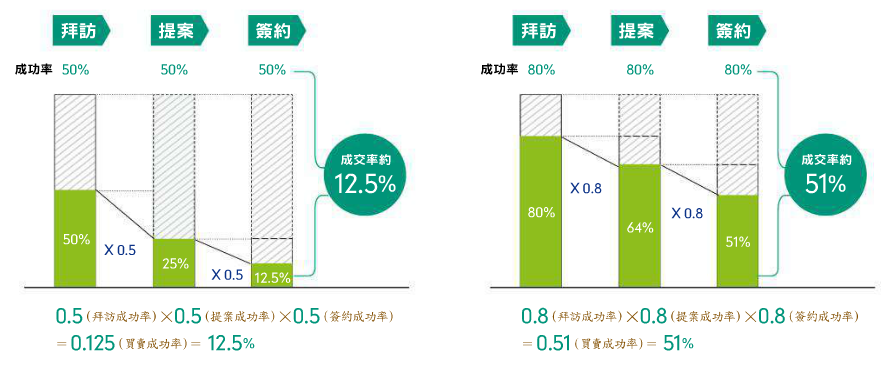 拜訪 提案 簽約
成功率 50% 50% 50%
成交率約
12.5%
50%
25%
12.5%
X 0.5
X 0.5
0.5 (拜訪成功率) ×0.5 (提案成功率) ×0.5 (簽約成功率)
= 0.125 (買賣成功率) = 12.5%
拜訪 提案 簽約
成功率 80% 80% 80%
成交率約
51%
80%
64%
51%
X 0.8
X 0.8
0.8 (拜訪成功率) ×0.8 (提案成功率) ×0.8 (簽約成功率)
= 0.51 (買賣成功率) = 51%